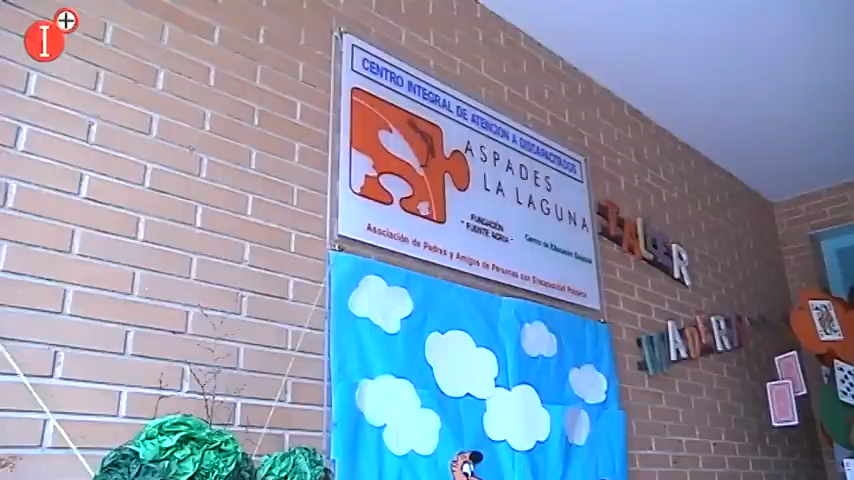 I
CENTRO INTEGRAL DE ATENCIÓN A DISCAPACITADOS
ASPADES
LA LAGUNA
FUNDACIÓN
FUENTE AGRIA
Centro de Educación Especial
Asociación de Padres y Amigos de Personas con Discapacidad Psíquica
TALLER
WADERI